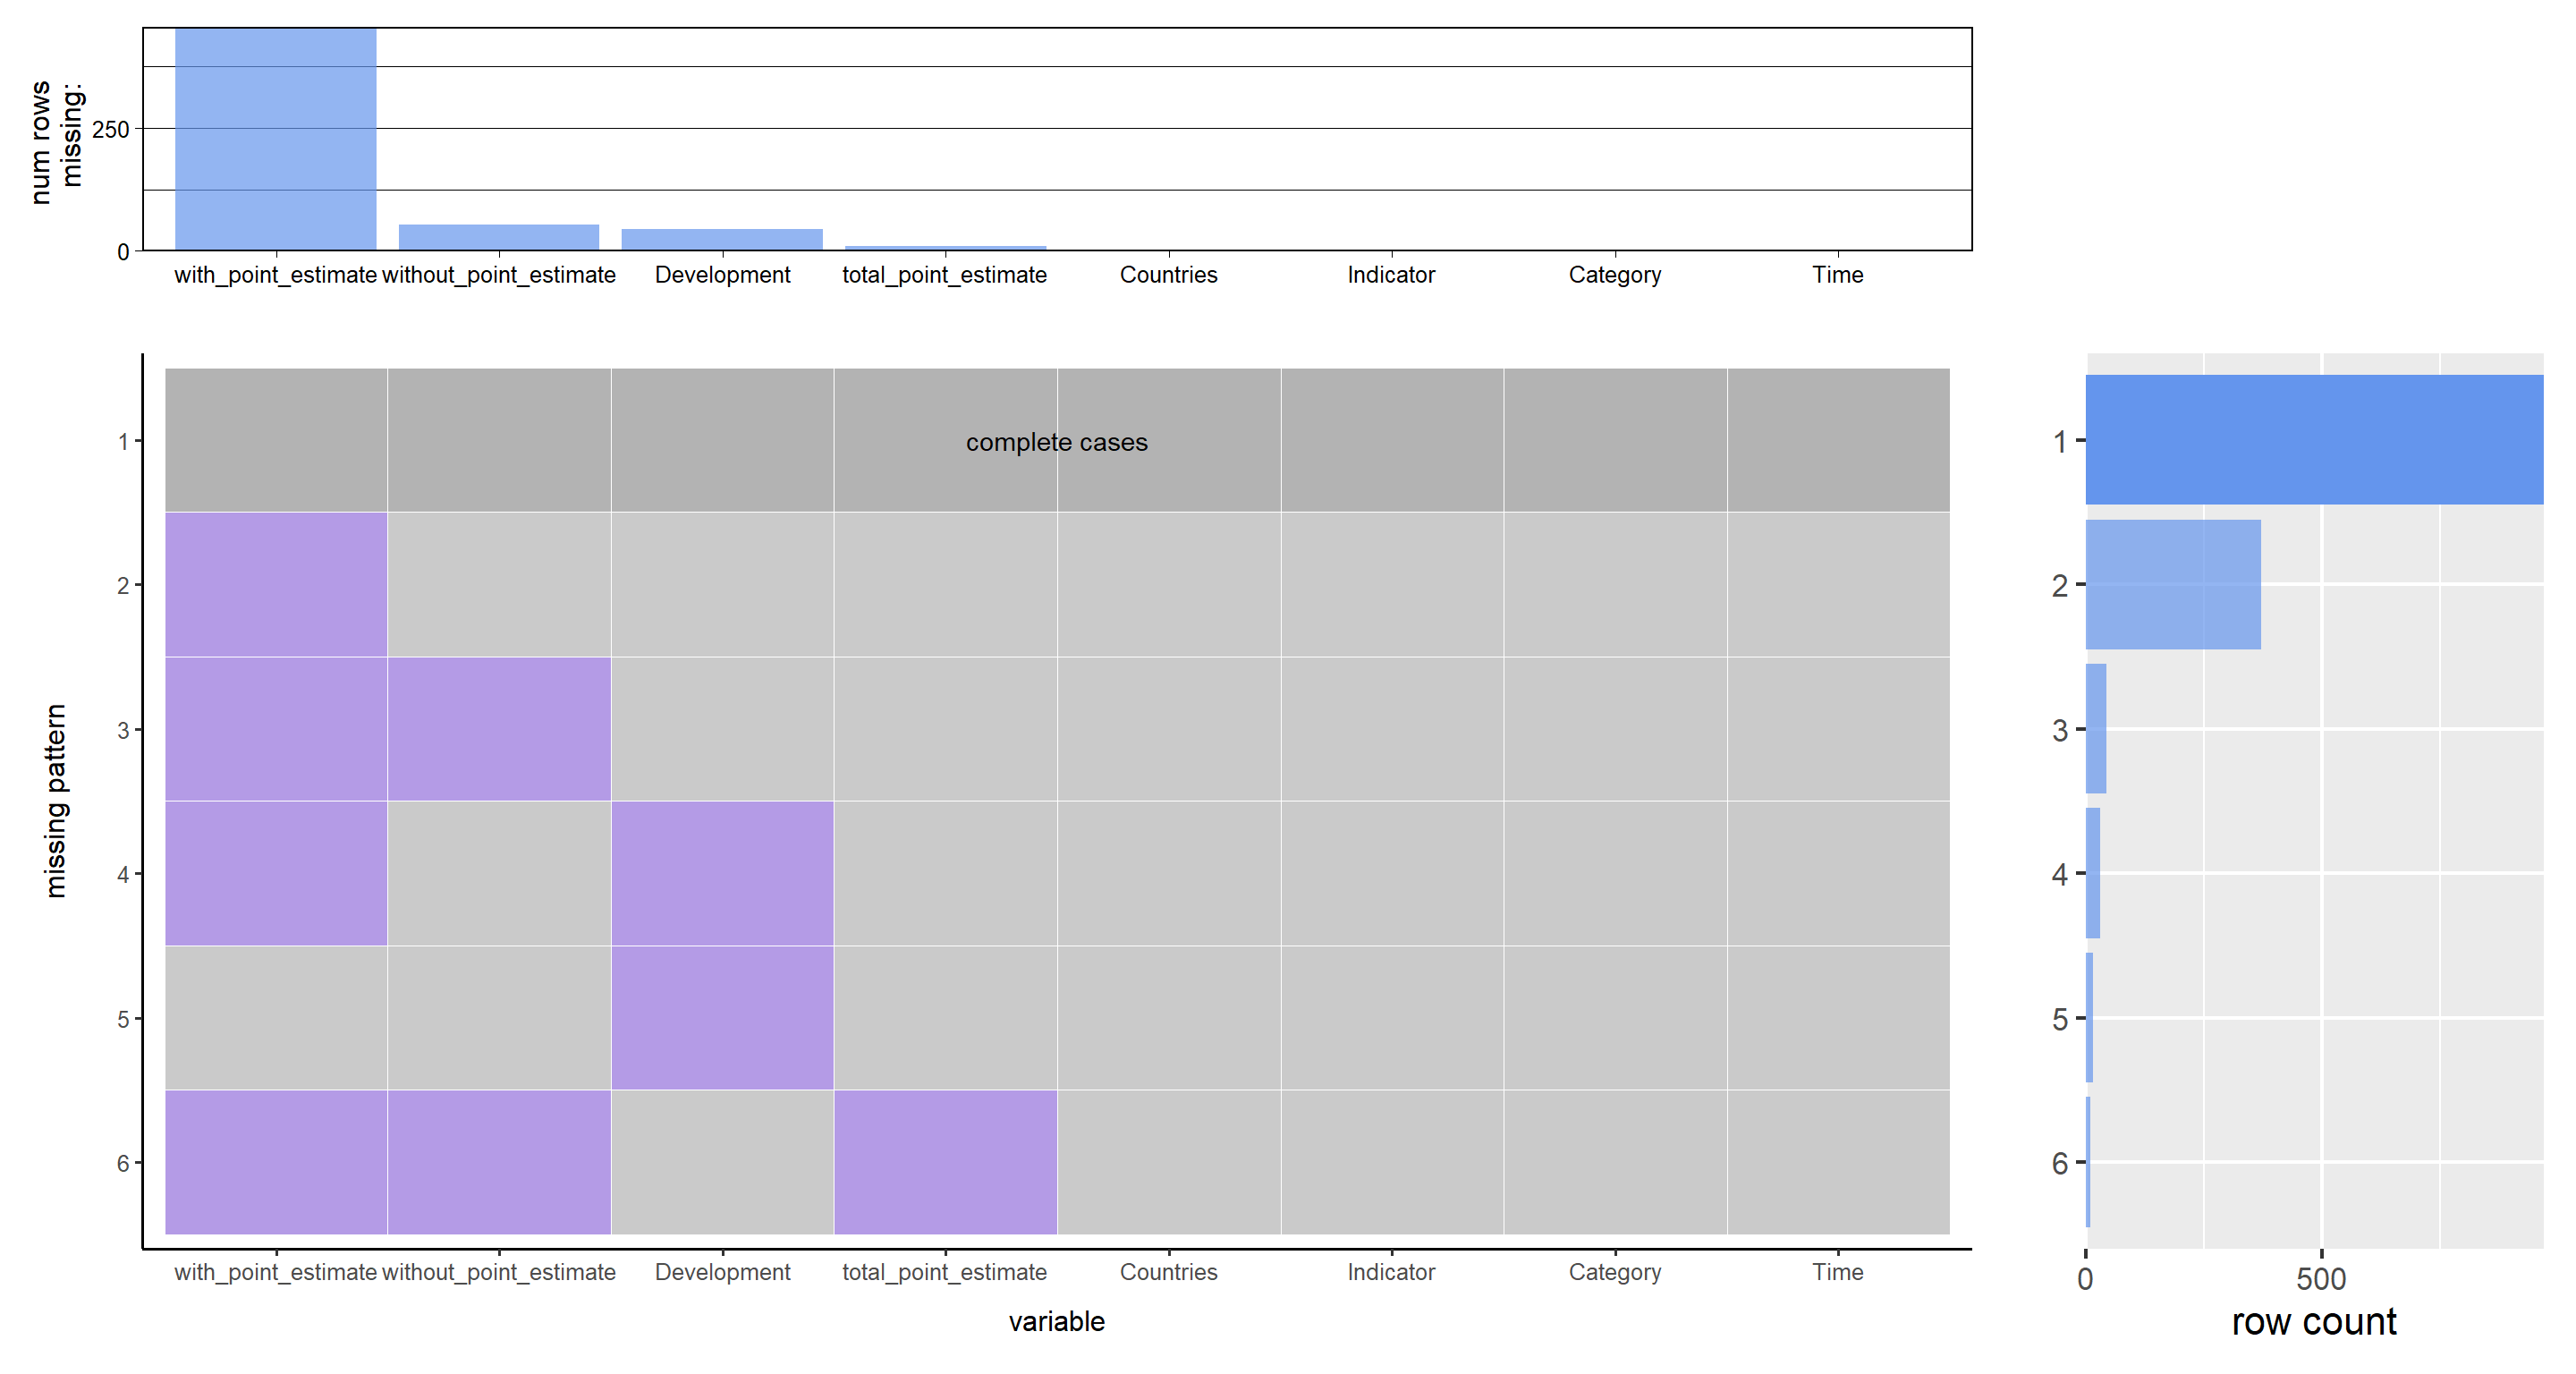 num rows
missing:
250
0
with_point_estimate without_point_estimate Development total_point_estimate Countries Indicator Category Time
missing pattern
1
2
3
4
5
6
complete cases
with_point_estimate without_point_estimate Development total_point_estimate Countries Indicator Category Time
variable
1
2
3
4
5
6
0 500
row count